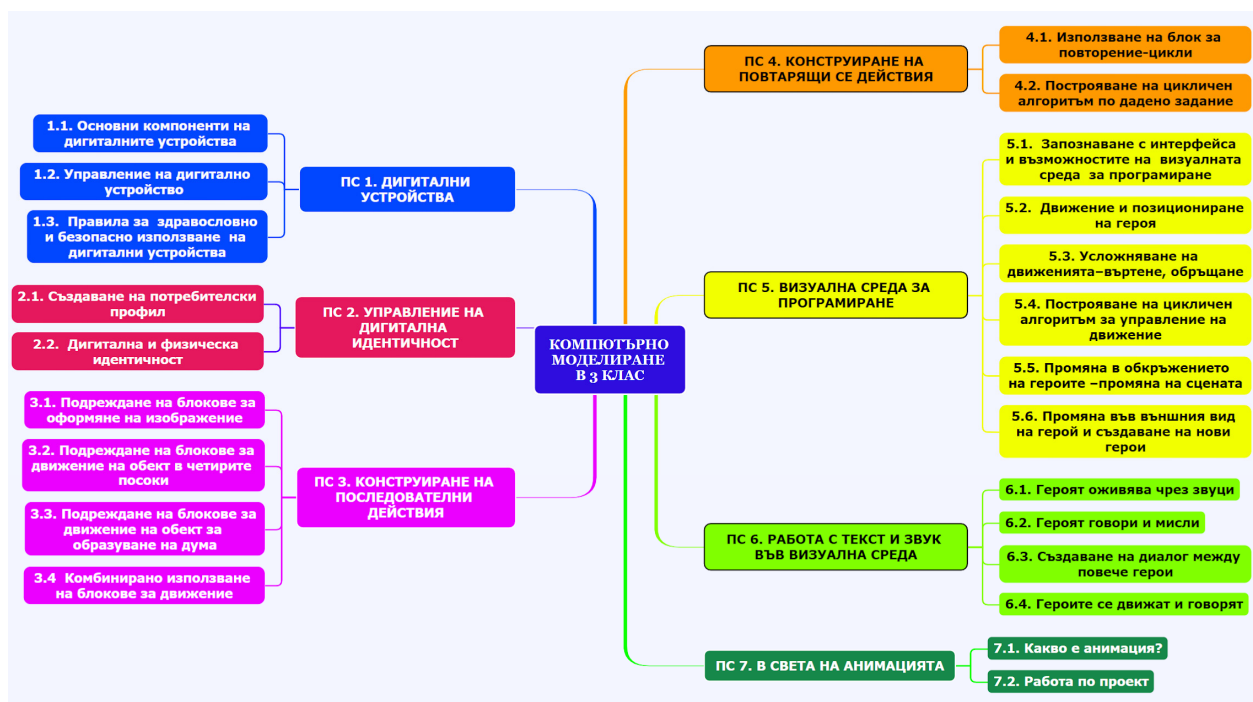 КОМПЮТЪРНО
МОДЕЛИРАНЕ
В 3 КЛАС
ПС 1. ДИГИТАЛНИ
УСТРОЙСТВА
1.1. Основни компоненти на
дигиталните устройства
1.2. Управление на дигитално
устройство
1.3. Правила за здравословно
и безопасно използване на
дигитални устройства
ПС 2. УПРАВЛЕНИЕ НА
ДИГИТАЛНА
ИДЕНТИЧНОСТ
2.1. Създаване на потребителски
профил
2.2. Дигитална и физическа
идентичност
ПС 3. КОНСТРУИРАНЕ НА
ПОСЛЕДОВАТЕЛНИ
ДЕЙСТВИЯ
3.1. Подреждане на блокове за
оформяне на изображение
3.2. Подреждане на блокове за
движение на обект в четирите
посоки
3.3. Подреждане на блокове за
движение на обект за
образуване на дума
3.4 Комбинирано използване
на блокове за движение
ПС 4. КОНСТРУИРАНЕ НА
ПОВТАРЯЩИ СЕ ДЕЙСТВИЯ
4.1. Използване на блок за
повторение-цикли
4.2. Построяване на цикличен
алгоритъм по дадено задание
ПС 5. ВИЗУАЛНА СРЕДА ЗА
ПРОГРАМИРАНЕ
5.1. Запознаване с интерфейса
и възможностите на визуалната
среда за програмиране
5.2. Движение и позициониране
на героя
5.3. Усложняване на
движенията–въртене, обръщане
5.4. Построяване на цикличен
алгоритъм за управление на
движение
5.5. Промяна в обкръжението
на героите –промяна на сцената
5.6. Промяна във външния вид
на герой и създаване на нови
герои
ПС 6. РАБОТА С ТЕКСТ И ЗВУК
ВЪВ ВИЗУАЛНА СРЕДА
6.1. Героят оживява чрез звуци
6.2. Героят говори и мисли
6.3. Създаване на диалог между
повече герои
6.4. Героите се движат и говорят
ПС 7. В СВЕТА НА АНИМАЦИЯТА
7.1. Какво е анимация?
7.2. Работа по проект